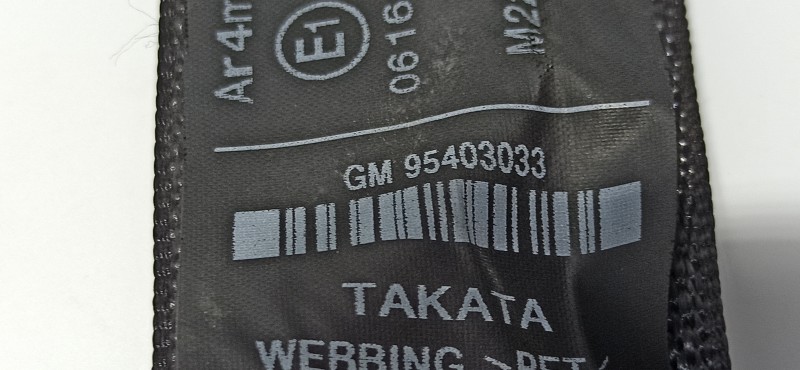 Ar4m
E1
0616
GM 95403033
TAKATA
WEBBING >PET<